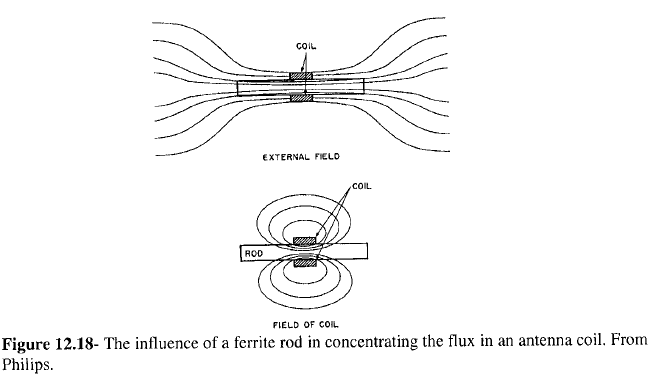 COIL
EXTERNAL FIELD
COIL
ROD
FIELD OF COIL
Figure 12.18- The influence of a ferrite rod in concentrating the flux in an antenna coil. From
Philips.